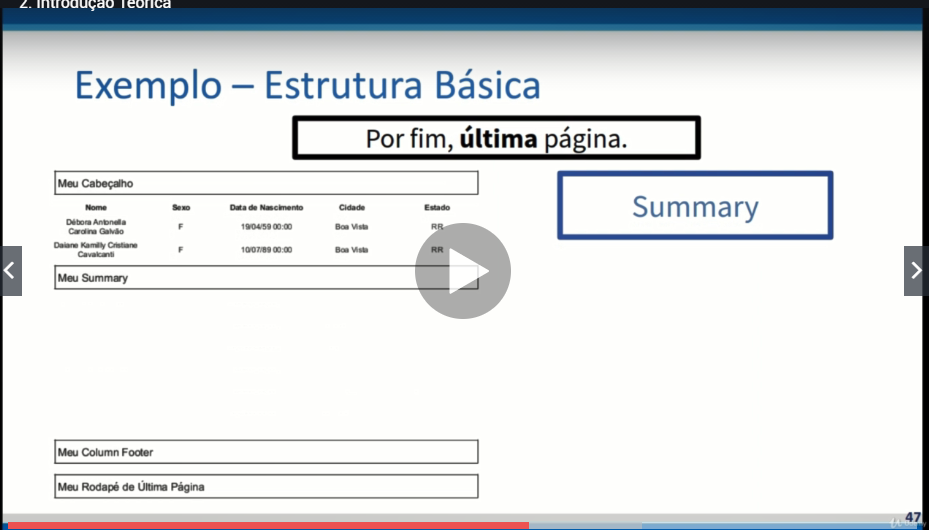 2. Introdução Teórica
Exemplo – Estrutura Básica
Por fim, última página.
Meu Cabeçalho
Summary
Nome Sexo Data de Nascimento Cidade Estado
Débora Antonella Carolina Galvão F 19/04/59 00:00 Boa Vista RR
Daiane Kamilly Cristiane Cavalcanti F 10/07/89 00:00 Boa Vista RR
Meu Summary
Meu Column Footer
Meu Rodapé de Última Página
47